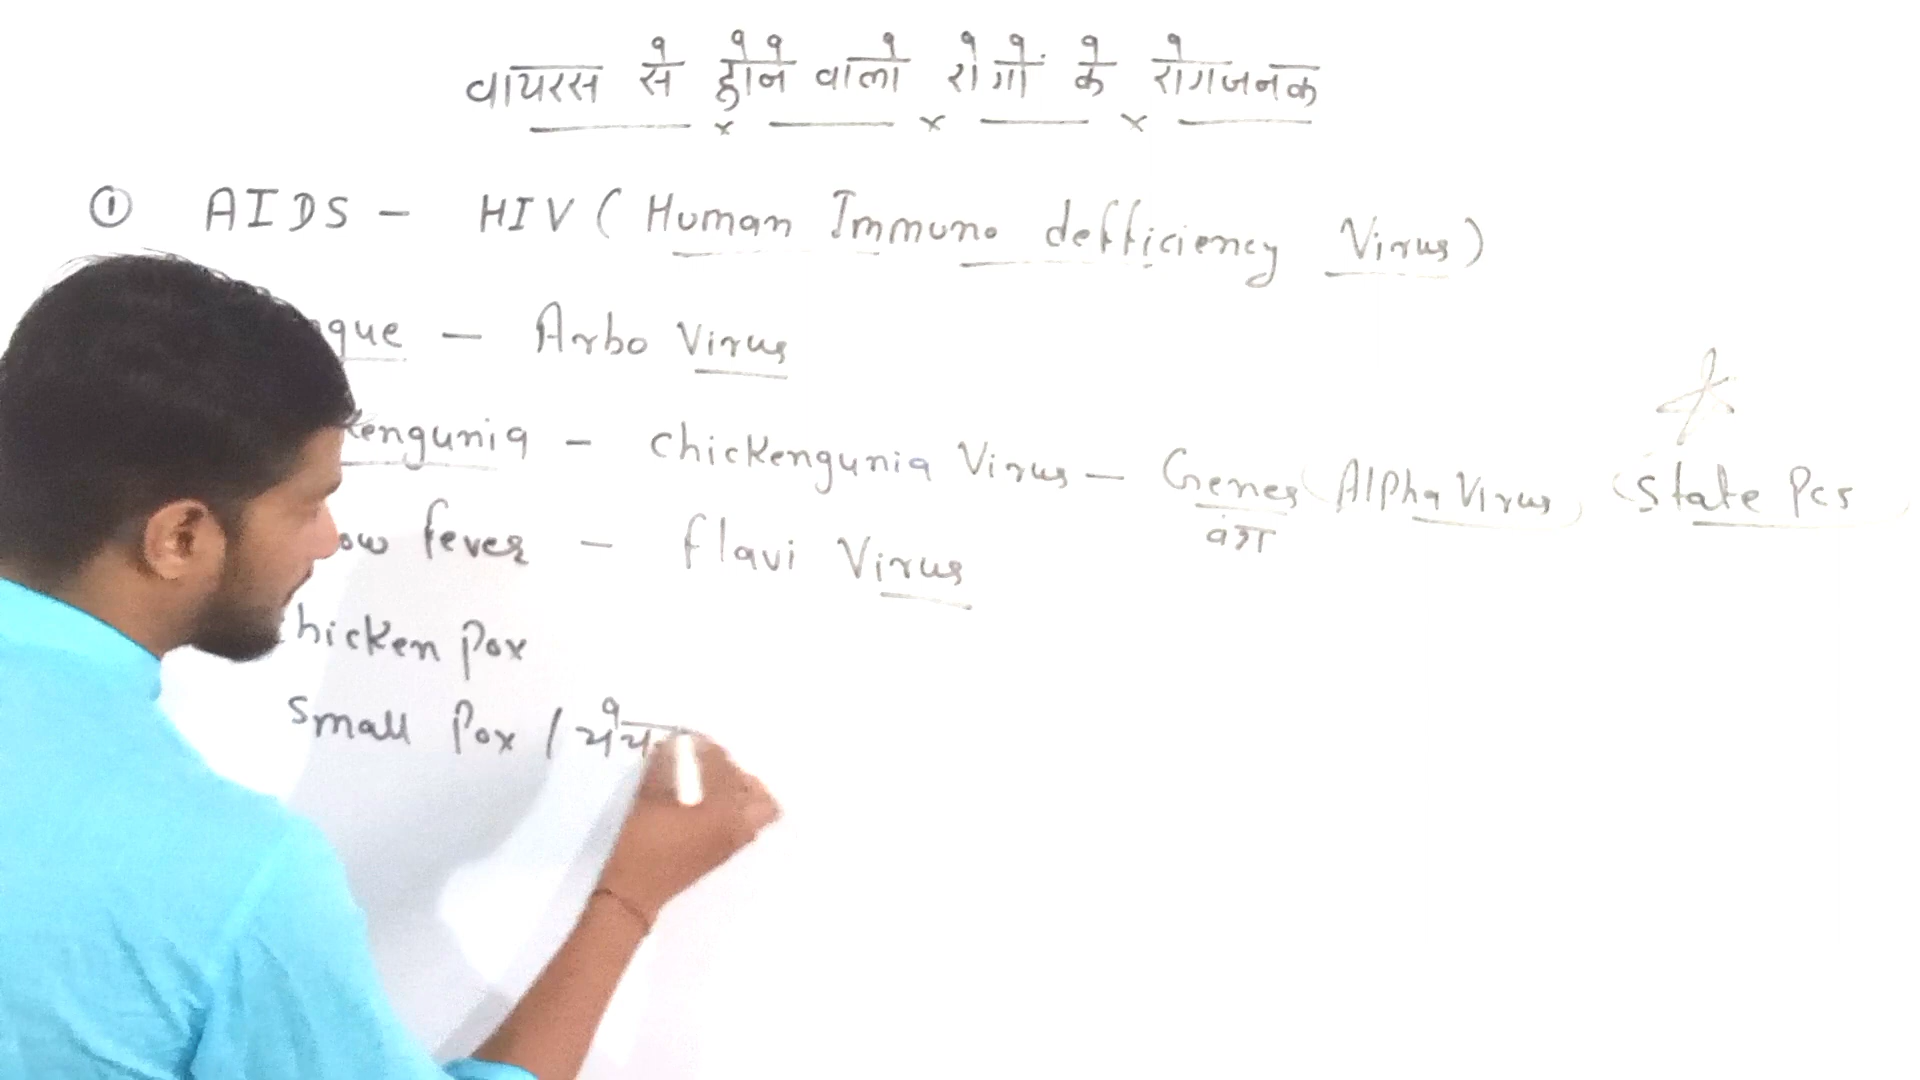 वायरस से होने वाले रोगों के रोगजनक
① AIDS - HIV ( Human Immuno defficiency Virus )
gue - Arbo Virus
kengunia - chickengunia Virus - Genes ( Alpha Virus ) ( State Pcs )
वंश
ow fever - flavi Virus
hicken Pox
Small Pox /